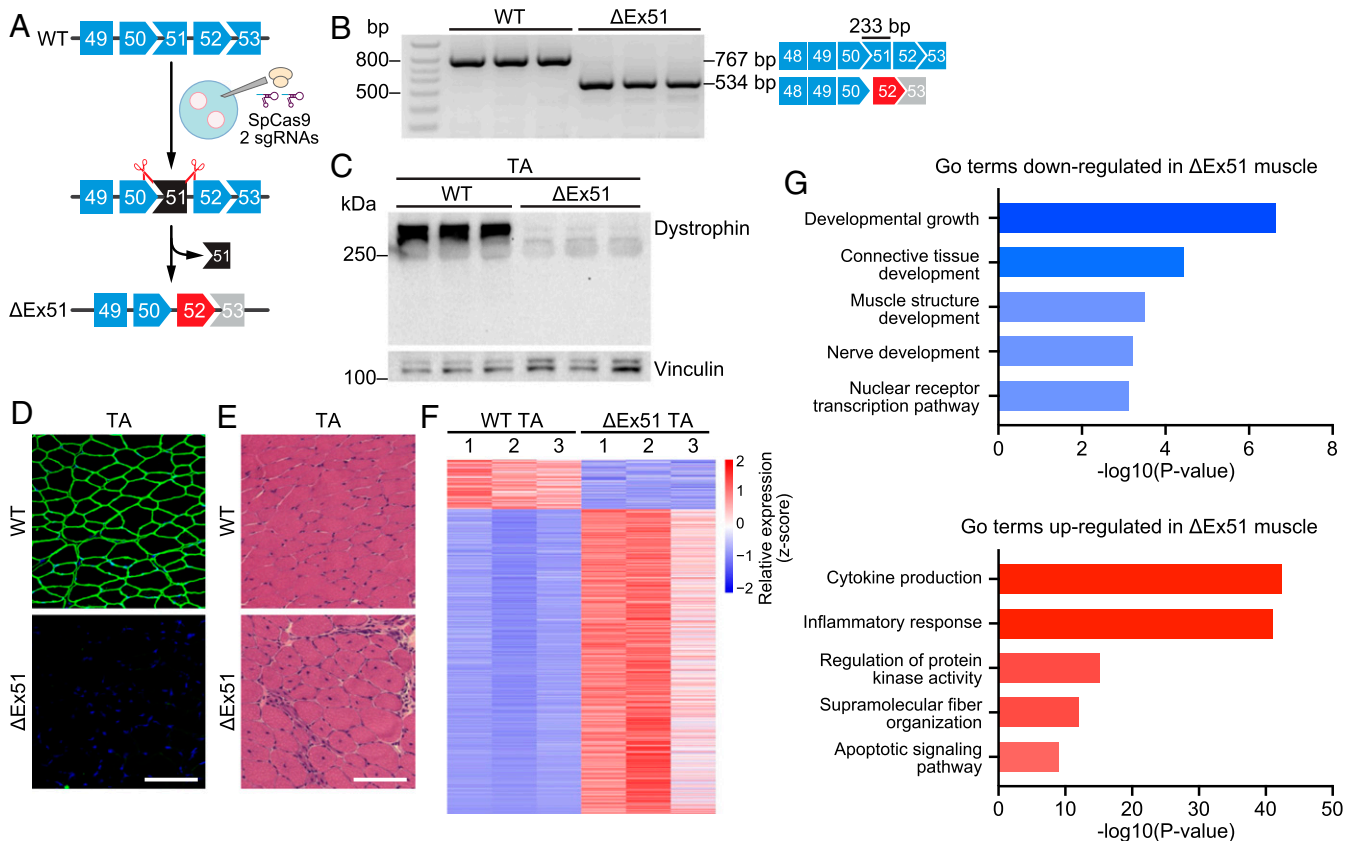 A
WT
49 50 51 52 53
SpCas9
2 sgRNAs
49 50 51 52 53
51
ΔEx51
49 50 52 53
B
bp
WT
ΔEx51
800
500
767 bp
534 bp
233 bp
48 49 50 51 52 53
48 49 50 52 53
C
TA
WT
ΔEx51
kDa
250
100
Dystrophin
Vinculin
D
TA
WT
ΔEx51
E
TA
WT
ΔEx51
F
WT TA
ΔEx51 TA
1 2 3 1 2 3
2
1
0
−1
−2
Relative expression
(z-score)
G
Go terms down-regulated in ΔEx51 muscle
Developmental growth
Connective tissue
development
Muscle structure
development
Nerve development
Nuclear receptor
transcription pathway
0 2 4 6 8
-log10(P-value)
Go terms up-regulated in ΔEx51 muscle
Cytokine production
Inflammatory response
Regulation of protein
kinase activity
Supramolecular fiber
organization
Apoptotic signaling
pathway
0 10 20 30 40 50
-log10(P-value)